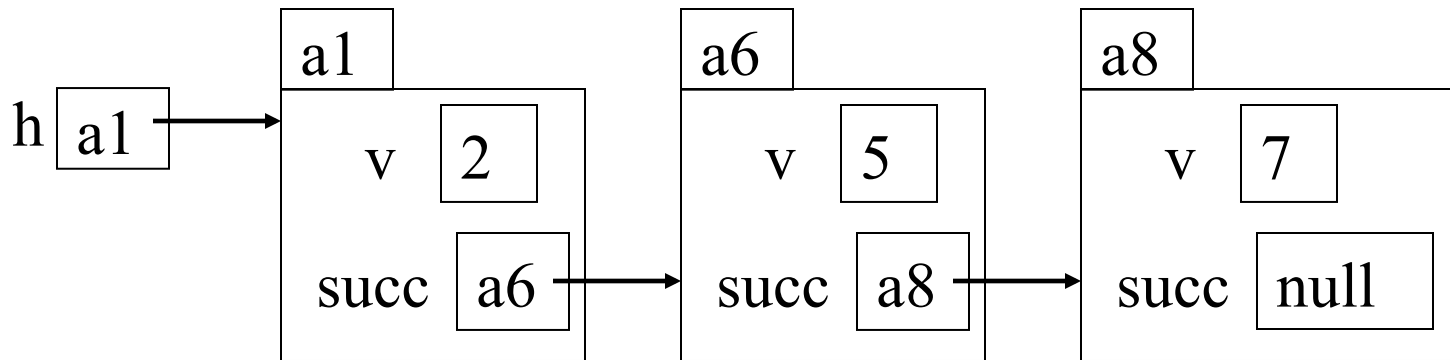 a1 a6 a8
h a1
v 2 v 5 v 7
succ a6 succ a8 succ null